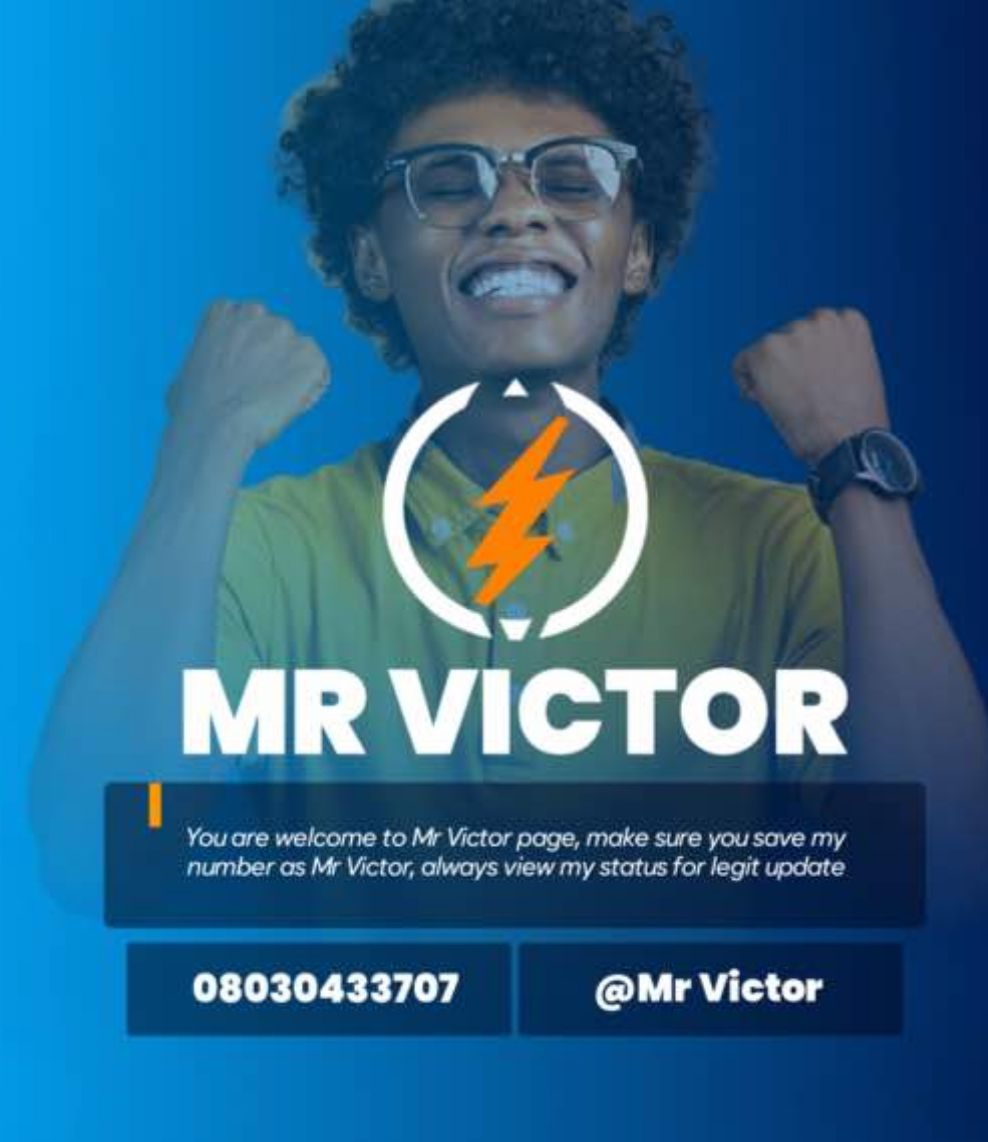 MR VICTOR
You are welcome to Mr Victor page, make sure you save my
number as Mr Victor, always view my status for legit update
08030433707
@Mr Victor